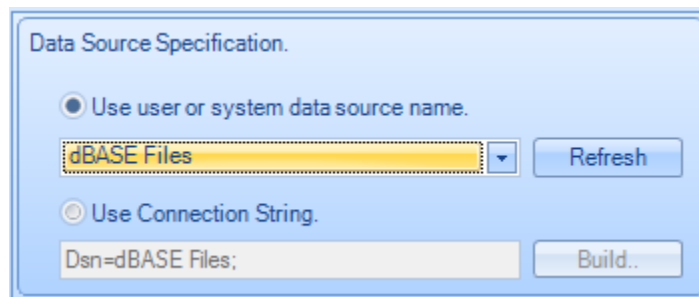 Data Source Specification.
Use user or system data source name.
dBASE Files
Refresh
Use Connection String.
Dsn=dBASE Files;
Build..